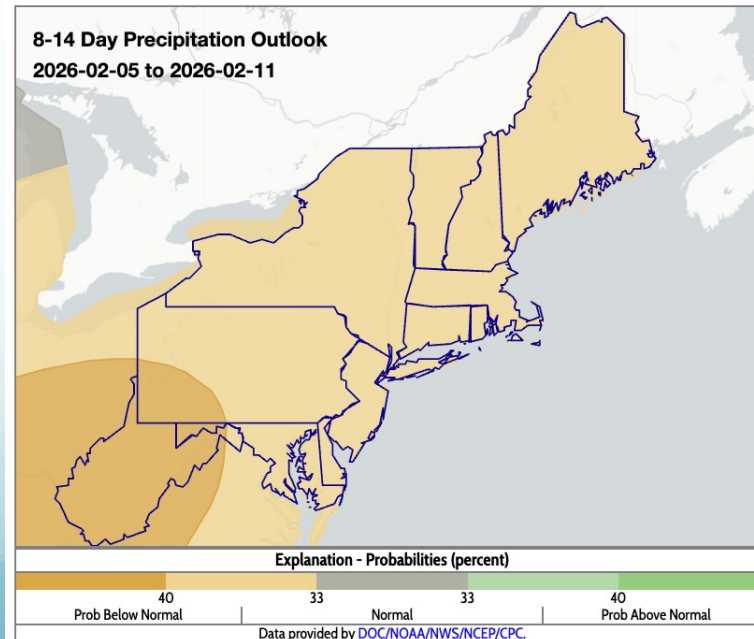 8-14 Day Precipitation Outlook
2026-02-05 to 2026-02-11
Explanation - Probabilities (percent)
40 33 33 40
Prob Below Normal Normal Prob Above Normal
Data provided by DOC/NOAA/NWS/NCEP/CPC.